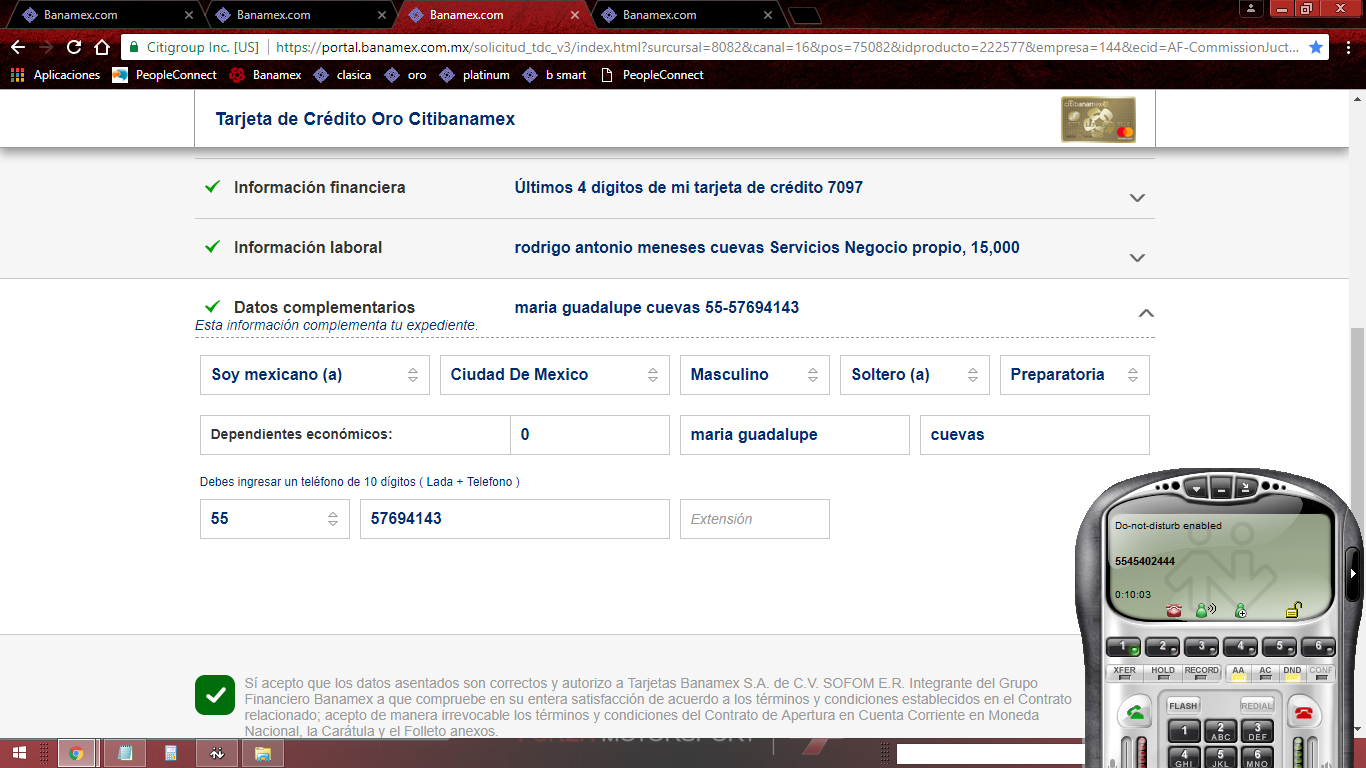 Banamex.com
Banamex.com
Banamex.com
Banamex.com
Citigroup Inc. [US] https://portal.banamex.com.mx/solicitud_tdc_v3/index.html?surcursal=8082&canal=16&pos=75082&idproducto=222577&empresa=144&ecid=AF-CommissionJuct...
Aplicaciones PeopleConnect Banamex clasica oro platinum b smart PeopleConnect
Tarjeta de Crédito Oro Citibanamex
citibanamex
Información financiera Últimos 4 dígitos de mi tarjeta de crédito 7097
Información laboral rodrigo antonio meneses cuevas Servicios Negocio propio, 15,000
Datos complementarios maria guadalupe cuevas 55-57694143
Esta información complementa tu expediente.
Soy mexicano (a) Ciudad De Mexico Masculino Soltero (a) Preparatoria
Dependientes económicos: 0 maria guadalupe cuevas
Debes ingresar un teléfono de 10 dígitos ( Lada + Telefono )
55 57694143 Extensión
Sí acepto que los datos asentados son correctos y autorizo a Tarjetas Banamex S.A. de C.V. SOFOM E.R. Integrante del Grupo
Financiero Banamex a que compruebe en su entera satisfacción de acuerdo a los términos y condiciones establecidos en el Contrato
relacionado; acepto de manera irrevocable los términos y condiciones del Contrato de Apertura en Cuenta Corriente en Moneda
Nacional, la Carátula y el Folleto anexos.
MOTORSPORT
Do-not-disturb enabled
5545402444
0:10:03
1 2 3 4 5 6
XFER HOLD RECORD AA AC DND CONF
FLASH REDIAL
1 2 ABC 3 DEF
4 GHI 5 JKL 6 MNO